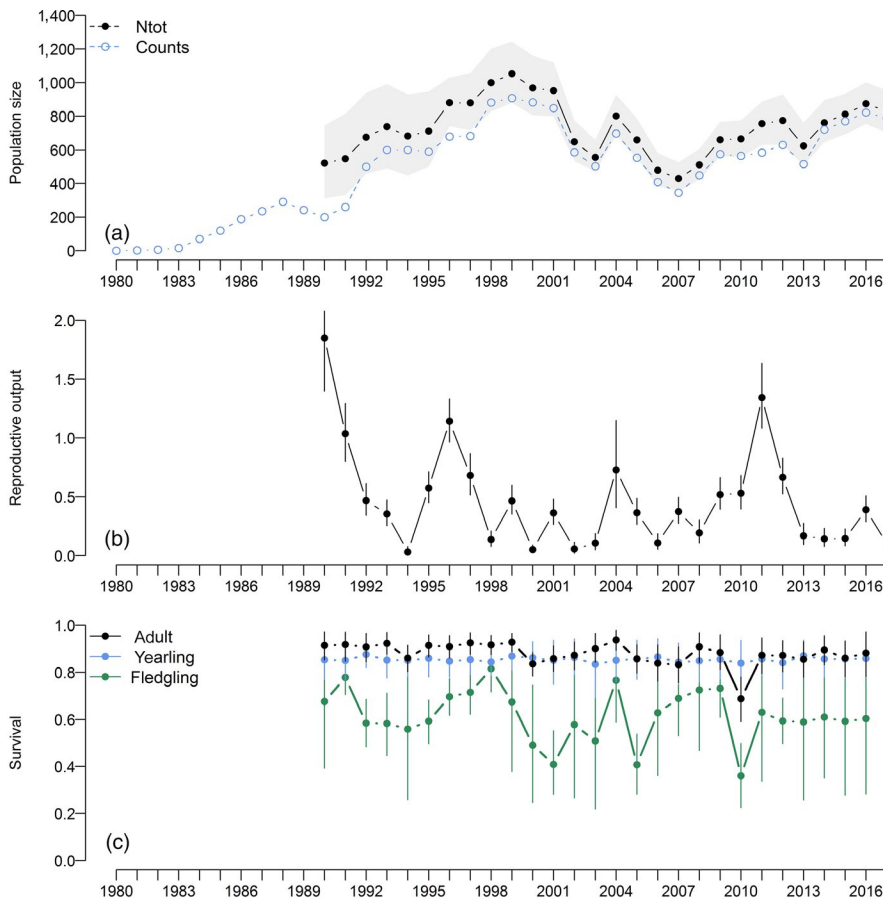 1,400
1,200
1,000
800
600
400
200
0
Population size
Ntot
Counts
(a)
1980 1983 1986 1989 1992 1995 1998 2001 2004 2007 2010 2013 2016
2.0
1.5
1.0
0.5
0.0
Reproductive output
(b)
1980 1983 1986 1989 1992 1995 1998 2001 2004 2007 2010 2013 2016
1.0
0.8
0.6
0.4
0.2
0.0
Survival
Adult
Yearling
Fledgling
(c)
1980 1983 1986 1989 1992 1995 1998 2001 2004 2007 2010 2013 2016